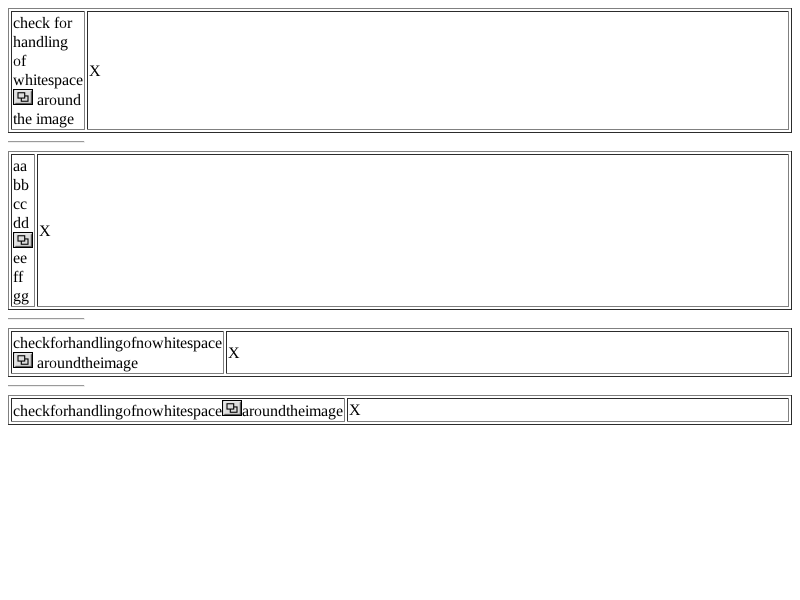 check for
handling
of
whitespace
around
the image
X
aa
bb
cc
dd
ee
ff
gg
X
checkforhandlingofnowhitespace
aroundtheimage
X
checkforhandlingofnowhitespacearoundtheimage
X